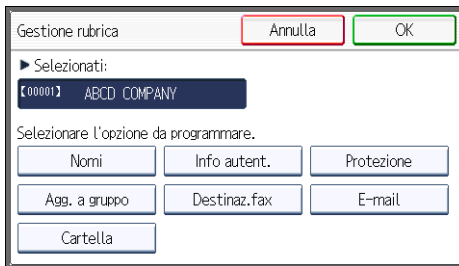 Gestione rubrica Annulla OK
►Selezionati:
【00001】 ABCD COMPANY
Selezionare l'opzione da programmare.
Nomi Info autent. Protezione
Agg. a gruppo Destinaz.fax E-mail
Cartella